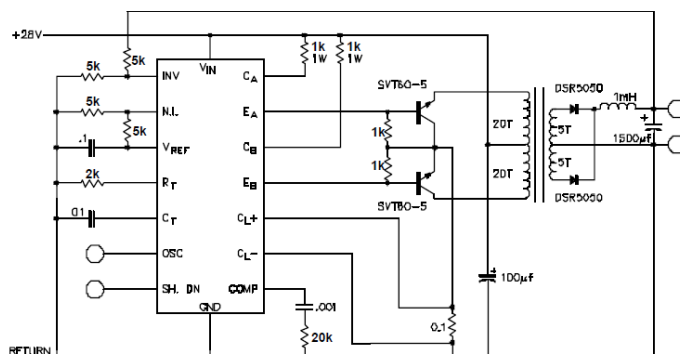 +28V
5k
5k
INV
VIN
CA
1k
1W
1k
1W
SVT60-5
DSR5050
1mH
5k
N.I.
5k
EA
1k
20T
5T
1500µf
.1
VREF
CB
1k
20T
5T
2k
RT
EB
SVT60-5
DSR5050
.01
CT
CL+
OSC
CL-
100µf
SH. DN
COMP
.001
0.1
GND
20k
RETURN